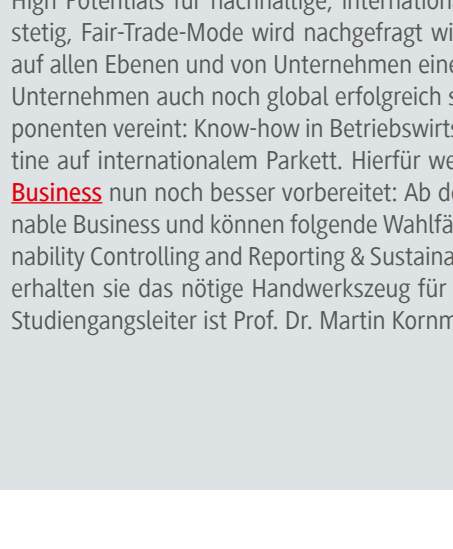 High Potentials für nachhaltige, internation
stetig, Fair-Trade-Mode wird nachgefragt wi
auf allen Ebenen und von Unternehmen eine
Unternehmen auch noch global erfolgreich s
ponenten vereint: Know-how in Betriebswirts
tine auf internationalem Parkett. Hierfür we
Business nun noch besser vorbereitet: Ab de
nable Business und können folgende Wahlfä
nability Controlling and Reporting & Sustaina
erhalten sie das nötige Handwerkszeug für
Studiengangsleiter ist Prof. Dr. Martin Kornm